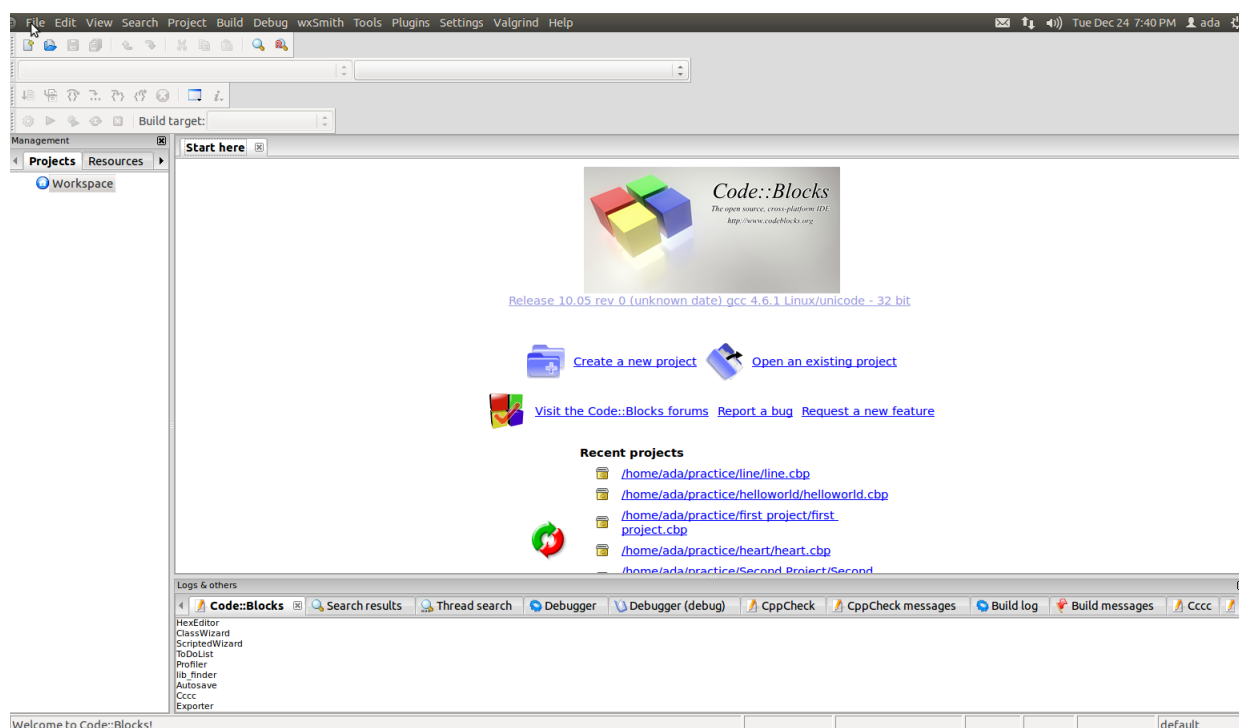 File Edit View Search Project Build Debug wxSmith Tools Plugins Settings Valgrind Help Tue Dec 24 7:40 PM ada
Build target:
Management
Projects Resources
Workspace
Start here
Code::Blocks
The open source, cross-platform IDE
http://www.codeblocks.org
Release 10.05 rev 0 (unknown date) gcc 4.6.1 Linux/unicode - 32 bit
Create a new project Open an existing project
Visit the Code::Blocks forums Report a bug Request a new feature
Recent projects
/home/ada/practice/line/line.cbp
/home/ada/practice/helloworld/helloworld.cbp
/home/ada/practice/first project/first
project.cbp
/home/ada/practice/heart/heart.cbp
/home/ada/practice/Second Project/Second
Logs & others
Code::Blocks Search results Thread search Debugger Debugger (debug) CppCheck CppCheck messages Build log Build messages Cccc
HexEditor
ClassWizard
ScriptedWizard
ToDoList
Profiler
lib_finder
Autosave
Cccc
Exporter
Welcome to Code::Blocks! default